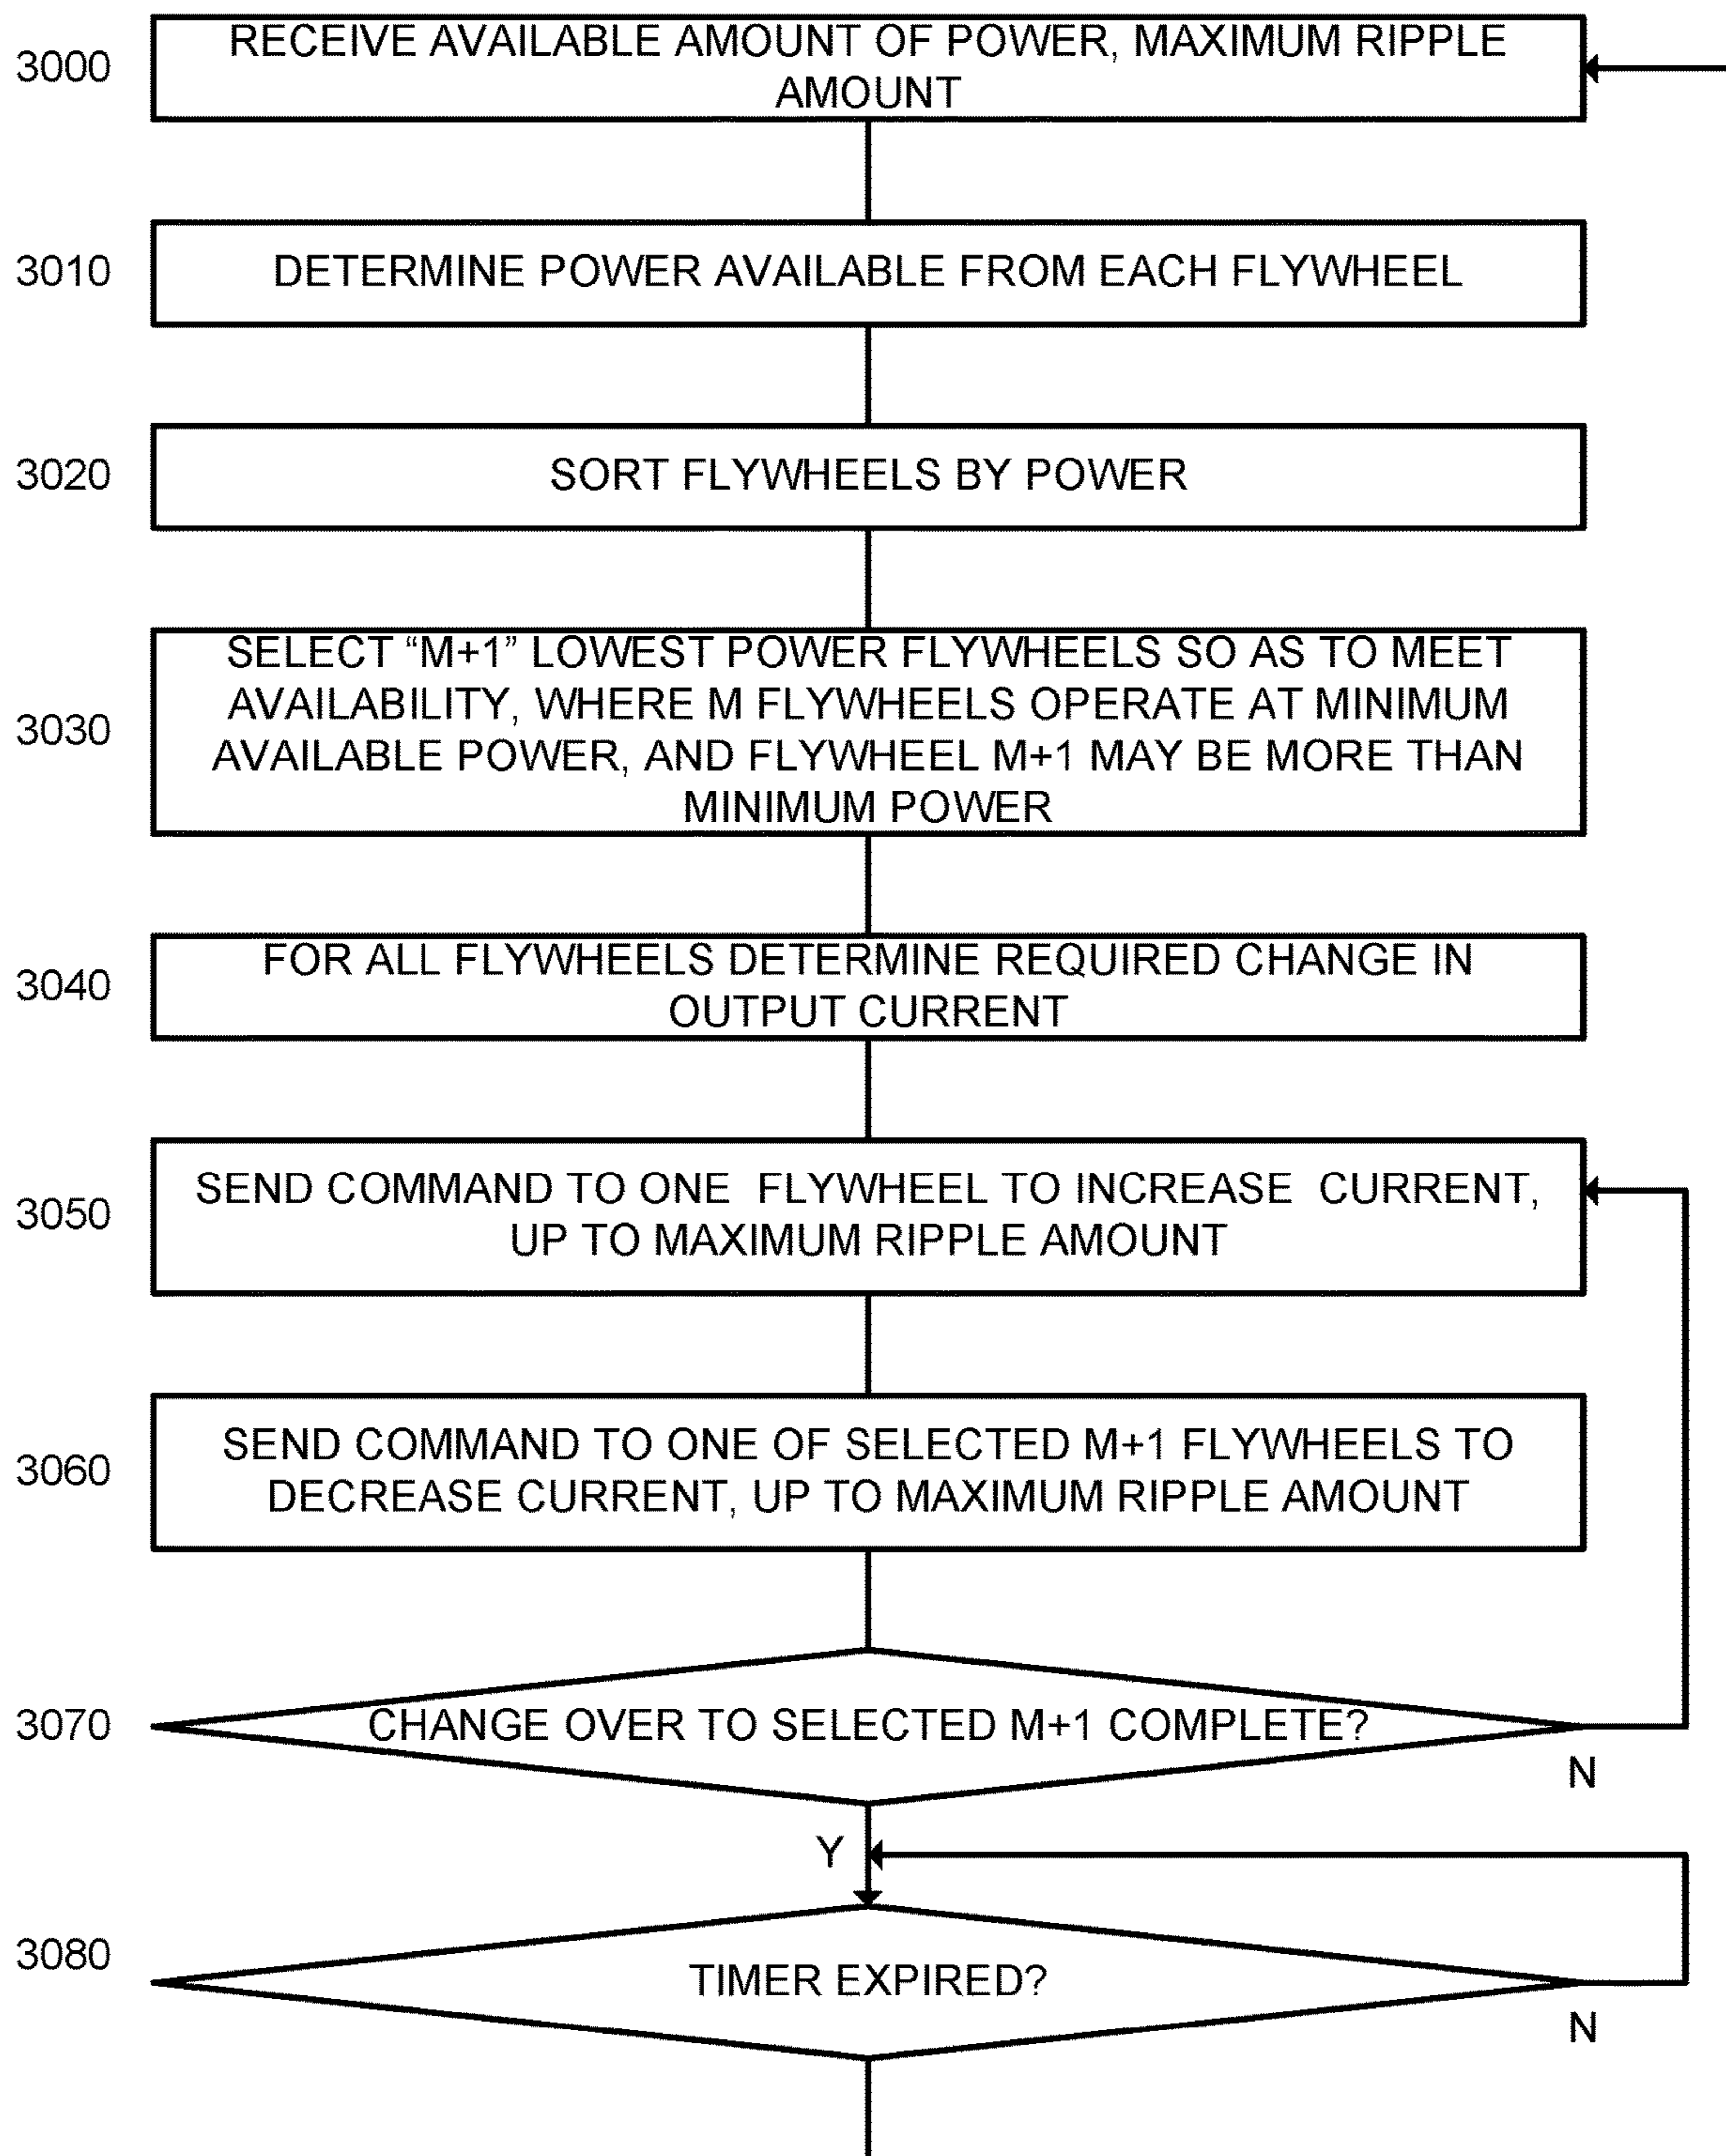 3000
RECEIVE AVAILABLE AMOUNT OF POWER, MAXIMUM RIPPLE
AMOUNT
3010
DETERMINE POWER AVAILABLE FROM EACH FLYWHEEL
3020
SORT FLYWHEELS BY POWER
3030
SELECT “M+1” LOWEST POWER FLYWHEELS SO AS TO MEET
AVAILABILITY, WHERE M FLYWHEELS OPERATE AT MINIMUM
AVAILABLE POWER, AND FLYWHEEL M+1 MAY BE MORE THAN
MINIMUM POWER
3040
FOR ALL FLYWHEELS DETERMINE REQUIRED CHANGE IN
OUTPUT CURRENT
3050
SEND COMMAND TO ONE FLYWHEEL TO INCREASE CURRENT,
UP TO MAXIMUM RIPPLE AMOUNT
3060
SEND COMMAND TO ONE OF SELECTED M+1 FLYWHEELS TO
DECREASE CURRENT, UP TO MAXIMUM RIPPLE AMOUNT
3070
CHANGE OVER TO SELECTED M+1 COMPLETE?
N
Y
3080
TIMER EXPIRED?
N